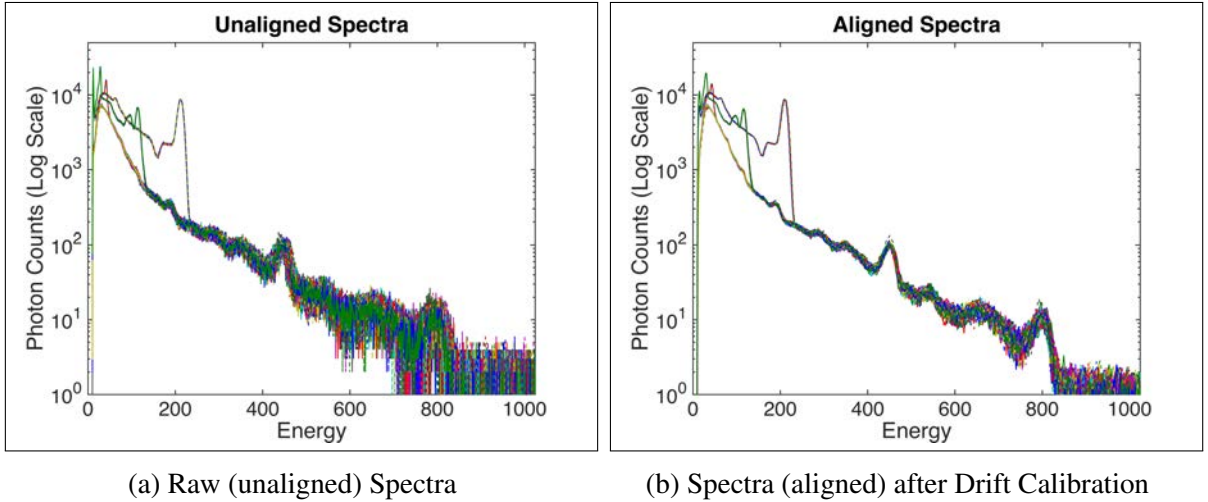 Unaligned Spectra
Photon Counts (Log Scale)
10^4
10^3
10^2
10^1
10^0
0 200 400 600 800 1000
Energy
(a) Raw (unaligned) Spectra
Aligned Spectra
Photon Counts (Log Scale)
10^4
10^3
10^2
10^1
10^0
0 200 400 600 800 1000
Energy
(b) Spectra (aligned) after Drift Calibration